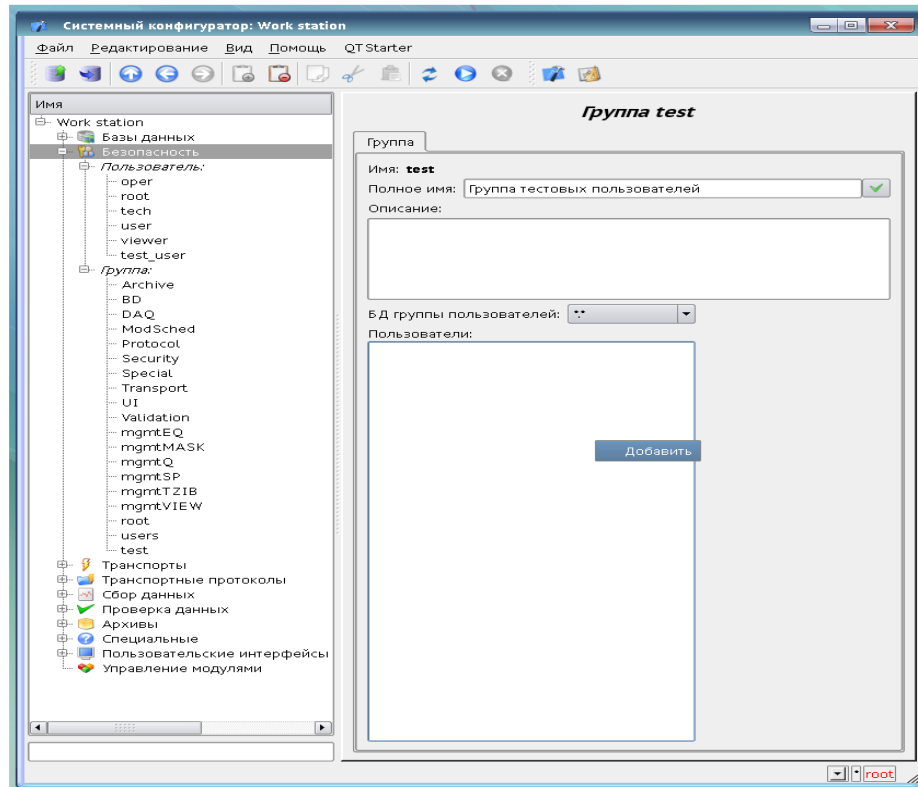 Системный конфигуратор: Work station
Файл Редактирование Вид Помощь QTStarter
Имя
Work station
Базы данных
Безопасность
Пользователь:
oper
root
tech
user
viewer
test_user
Группа:
Archive
BD
DAQ
ModSched
Protocol
Security
Special
Transport
UI
Validation
mgmtEQ
mgmtMASK
mgmtQ
mgmtSP
mgmtTZIB
mgmtVIEW
root
users
test
Транспорты
Транспортные протоколы
Сбор данных
Проверка данных
Архивы
Специальные
Пользовательские интерфейсы
Управление модулями
Группа test
Группа
Имя: test
Полное имя: Группа тестовых пользователей
Описание:
БД группы пользователей: *.*
Пользователи:
Добавить
* root